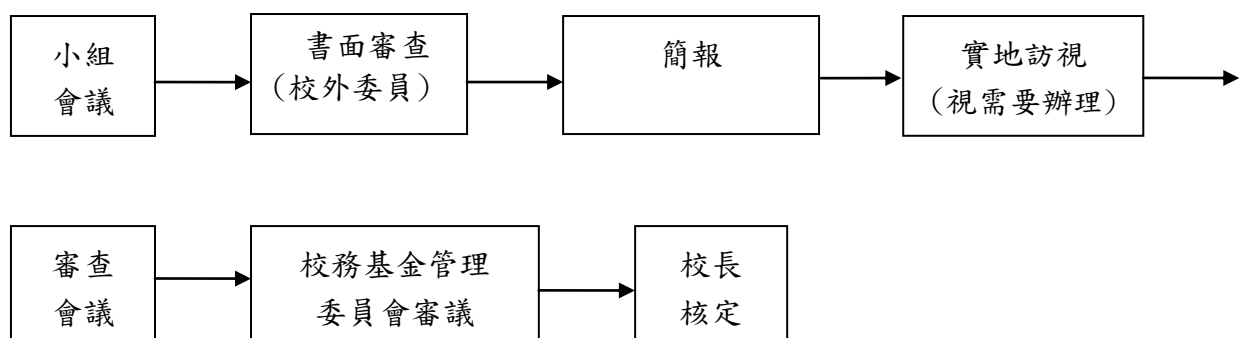 小組
會議
書面審查
(校外委員)
簡報
實地訪視
(視需要辦理)
審查
會議
校務基金管理
委員會審議
校長
核定